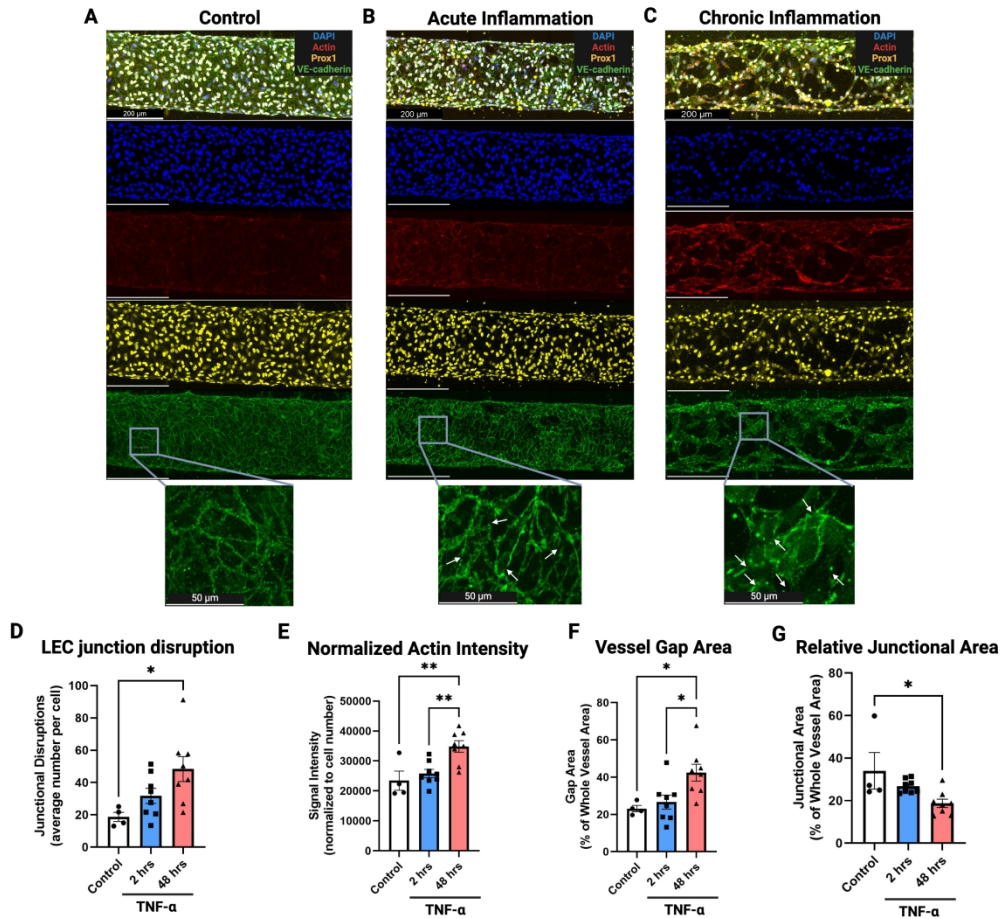 A
Control
DAPI
Actin
Prox1
VE-cadherin
200 µm
50 µm
B
Acute Inflammation
DAPI
Actin
Prox1
VE-cadherin
200 µm
50 µm
C
Chronic Inflammation
DAPI
Actin
Prox1
VE-cadherin
200 µm
50 µm
D
LEC junction disruption
*
Junctional Disruptions
(average number per cell)
100
80
60
40
20
0
Control
2 hrs
48 hrs
TNF-α
E
Normalized Actin Intensity
**
**
Signal Intensity
(normalized to cell number)
50000
40000
30000
20000
10000
0
Control
2 hrs
48 hrs
TNF-α
F
Vessel Gap Area
*
*
Gap Area
(% of Whole Vessel Area)
80
60
40
20
0
Control
2 hrs
48 hrs
TNF-α
G
Relative Junctional Area
*
Junctional Area
(% of Whole Vessel Area)
80
60
40
20
0
Control
2 hrs
48 hrs
TNF-α